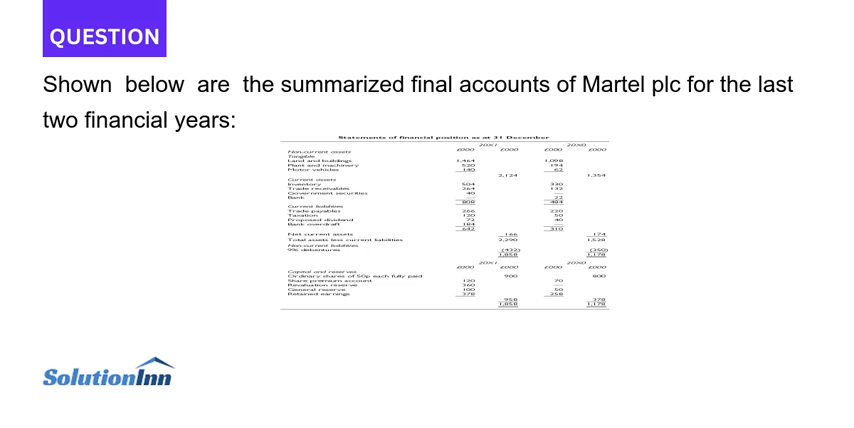 QUESTION
Shown below are the summarized final accounts of Martel plc for the last
two financial years:
Statements of financial position as at 31 December
20X1 20X0
£000 £000 £000 £000
Non-current assets
Tangible
Land and buildings 1,464 1,098
Plant and machinery 520 194
Motor vehicles 140 62
2,124 1,354
Current assets
Inventory 504 330
Trade receivables 264 132
Government securities 40 —
Bank — 22
808 484
Current liabilities
Trade payables 266 220
Taxation 120 50
Proposed dividend 72 40
Bank overdraft 184 —
642 310
Net current assets 166 174
Total assets less current liabilities 2,290 1,528
Non-current liabilities
9% debentures (432) (350)
1,858 1,178
20X1 20X0
£000 £000 £000 £000
Capital and reserves
Ordinary shares of 50p each fully paid 900 800
Share premium account 120 70
Revaluation reserve 360 —
General reserve 100 50
Retained earnings 378 258
958 378
1,858 1,178
SolutionInn